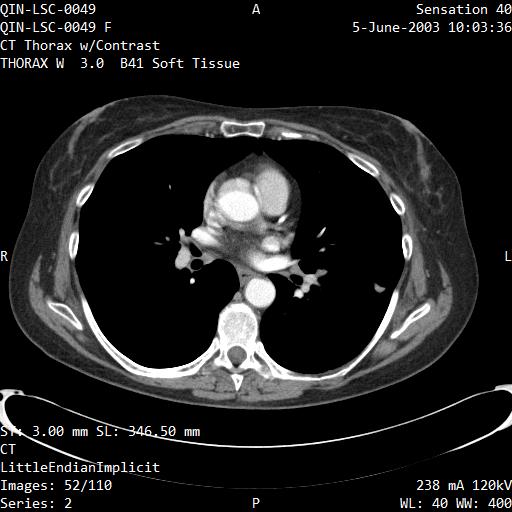 QIN-LSC-0049 A Sensation 40
QIN-LSC-0049 F 5-June-2003 10:03:36
CT Thorax w/Contrast
THORAX W 3.0 B41 Soft Tissue
R L
ST: 3.00 mm SL: 346.50 mm
CT
LittleEndianImplicit
Images: 52/110 238 mA 120kV
Series: 2 P WL: 40 WW: 400